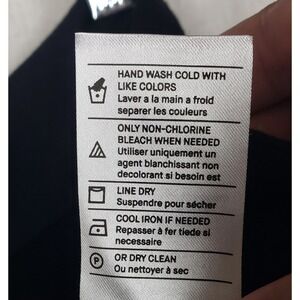 HAND WASH COLD WITH
LIKE COLORS
Laver a la main a froid
separer les couleurs
ONLY NON-CHLORINE
BLEACH WHEN NEEDED
Utiliser uniquement un
agent blanchissant non
decolorant si besoin est
LINE DRY
Suspendre pour sécher
COOL IRON IF NEEDED
Repasser à fer tiede si
necessaire
P
OR DRY CLEAN
Ou nettoyer à sec